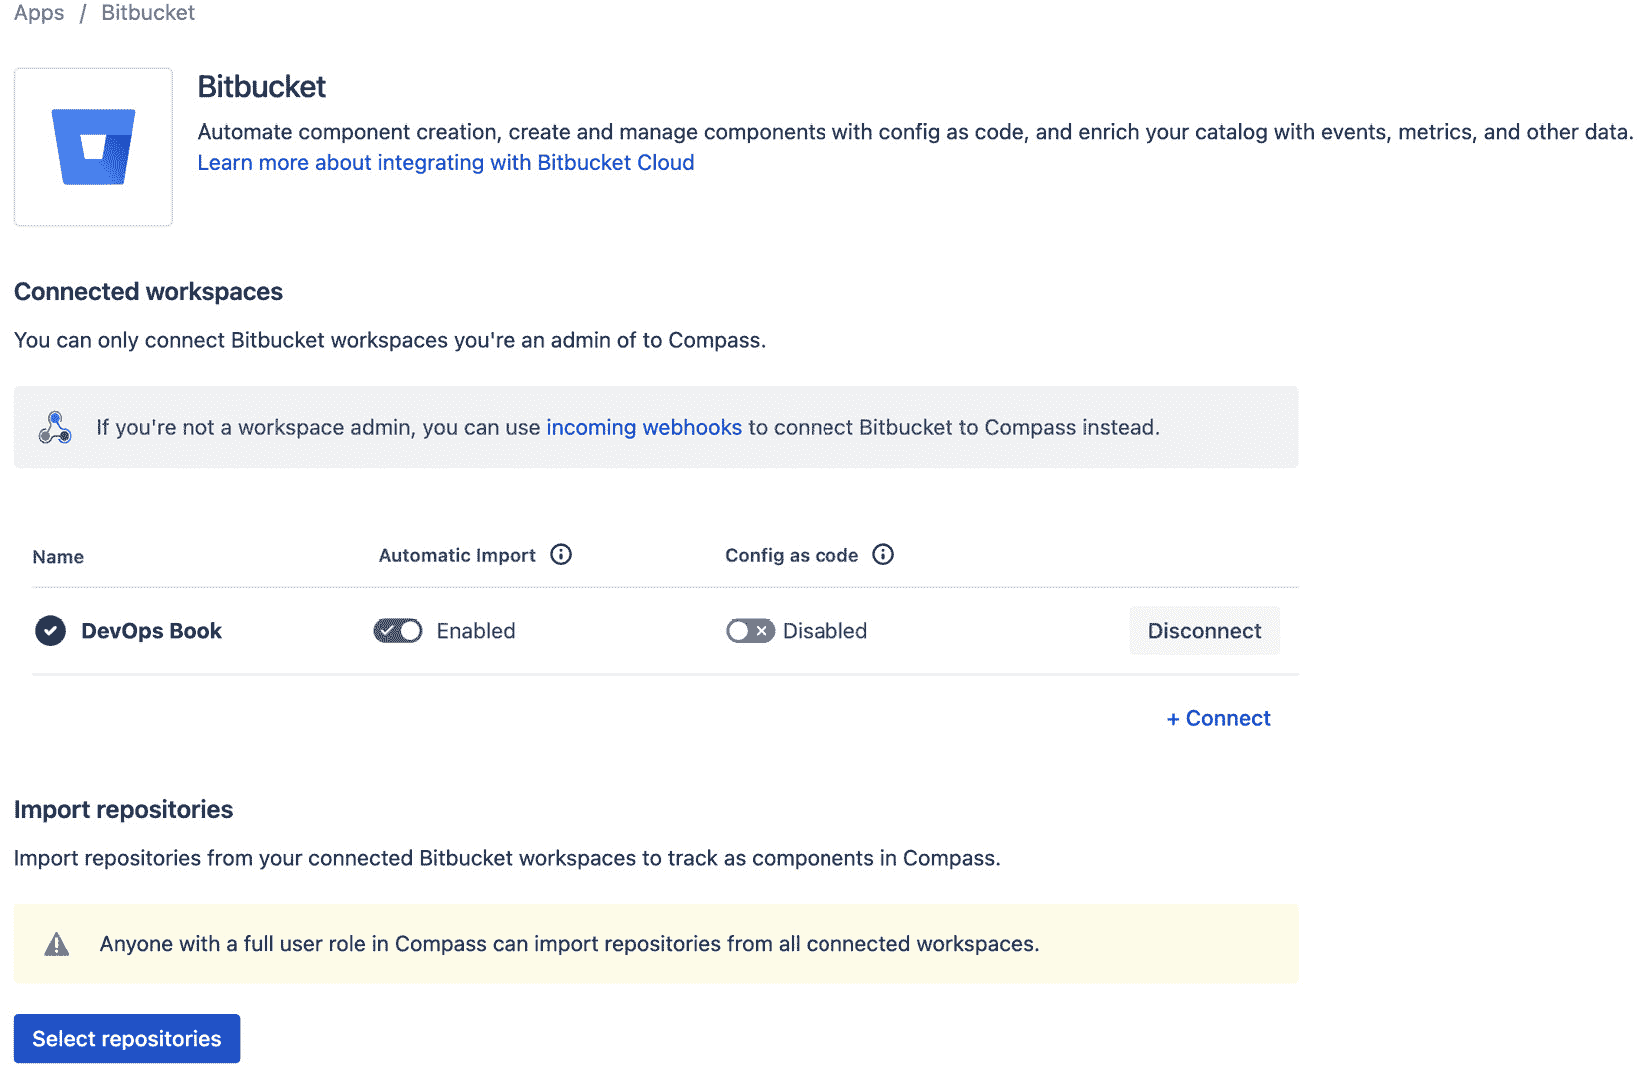 Apps / Bitbucket
Bitbucket
Automate component creation, create and manage components with config as code, and enrich your catalog with events, metrics, and other data.
Learn more about integrating with Bitbucket Cloud
Connected workspaces
You can only connect Bitbucket workspaces you're an admin of to Compass.
If you're not a workspace admin, you can use incoming webhooks to connect Bitbucket to Compass instead.
Name Automatic Import Config as code
DevOps Book Enabled Disabled Disconnect
+ Connect
Import repositories
Import repositories from your connected Bitbucket workspaces to track as components in Compass.
Anyone with a full user role in Compass can import repositories from all connected workspaces.
Select repositories